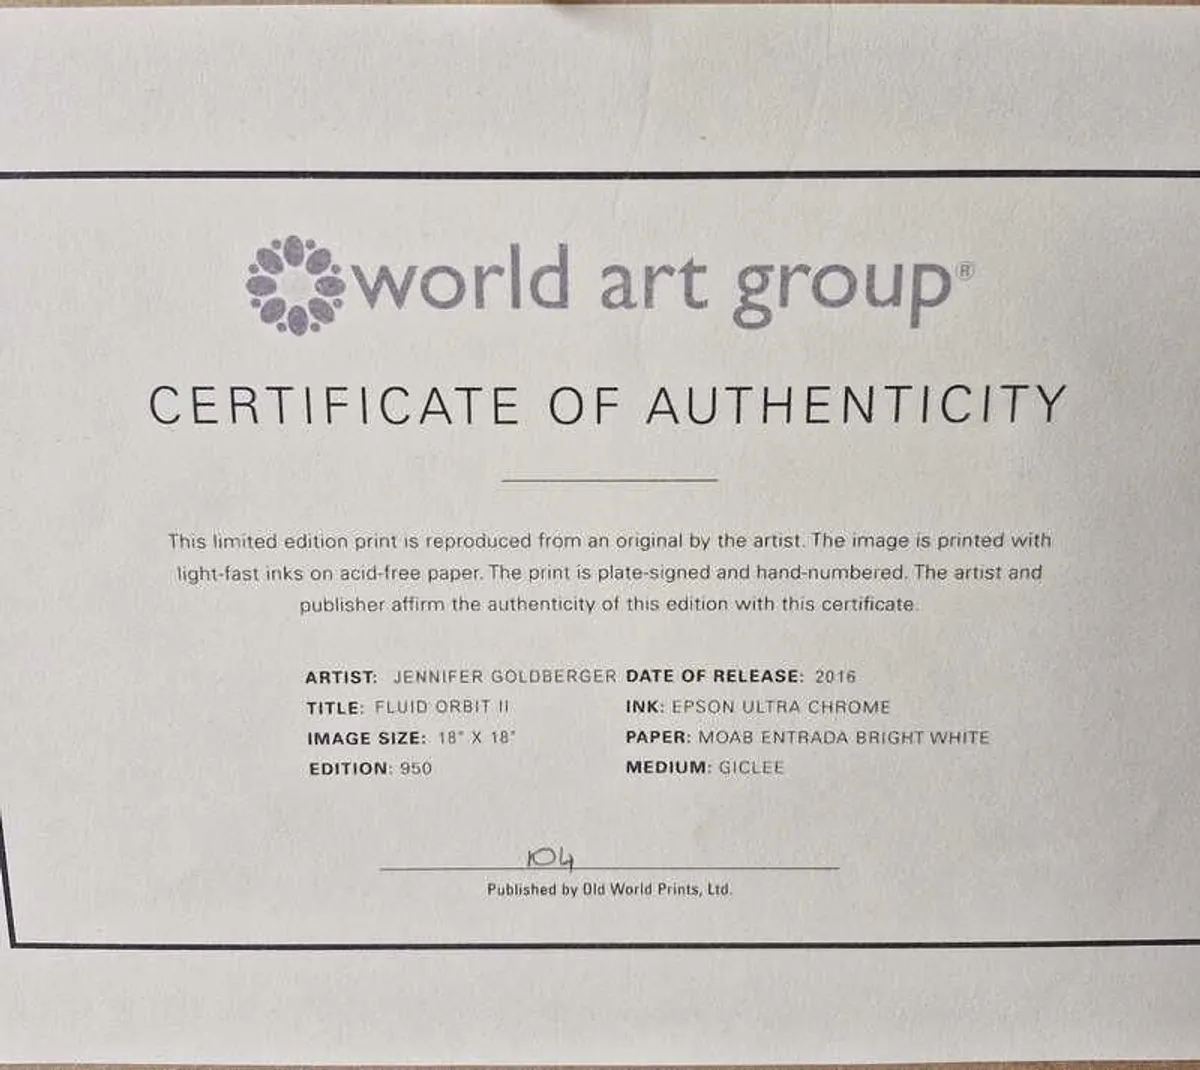 world art group®
CERTIFICATE OF AUTHENTICITY
This limited edition print is reproduced from an original by the artist. The image is printed with
light-fast inks on acid-free paper. The print is plate-signed and hand-numbered. The artist and
publisher affirm the authenticity of this edition with this certificate.
ARTIST: JENNIFER GOLDBERGER DATE OF RELEASE: 2016
TITLE: FLUID ORBIT II INK: EPSON ULTRA CHROME
IMAGE SIZE: 18" X 18" PAPER: MOAB ENTRADA BRIGHT WHITE
EDITION: 950 MEDIUM: GICLEE
104
Published by Old World Prints, Ltd.